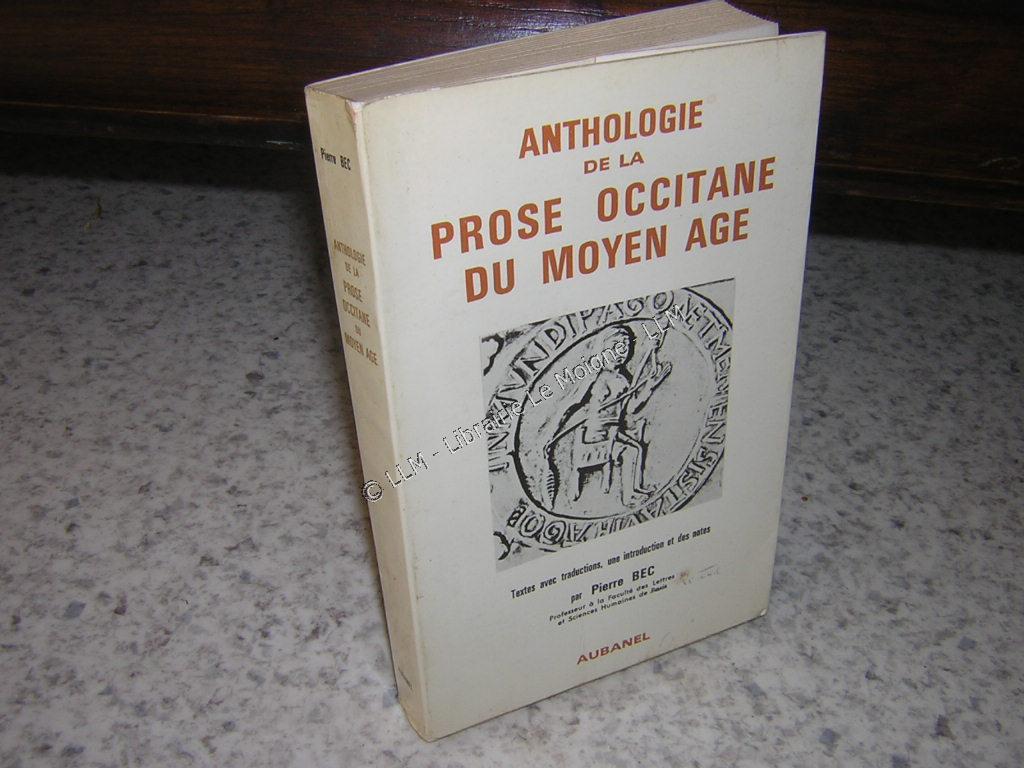 Pierre BEC
ANTHOLOGIE
DE LA
PROSE
OCCITANE
DU
MOYEN AGE
ANTHOLOGIE
DE LA
PROSE OCCITANE
DU MOYEN AGE
© LLM - Librairie Le Moigne - LLM
Textes avec traductions, une introduction et des notes
par Pierre BEC
Professeur à la Faculté des Lettres
et Sciences Humaines de
AUBANEL